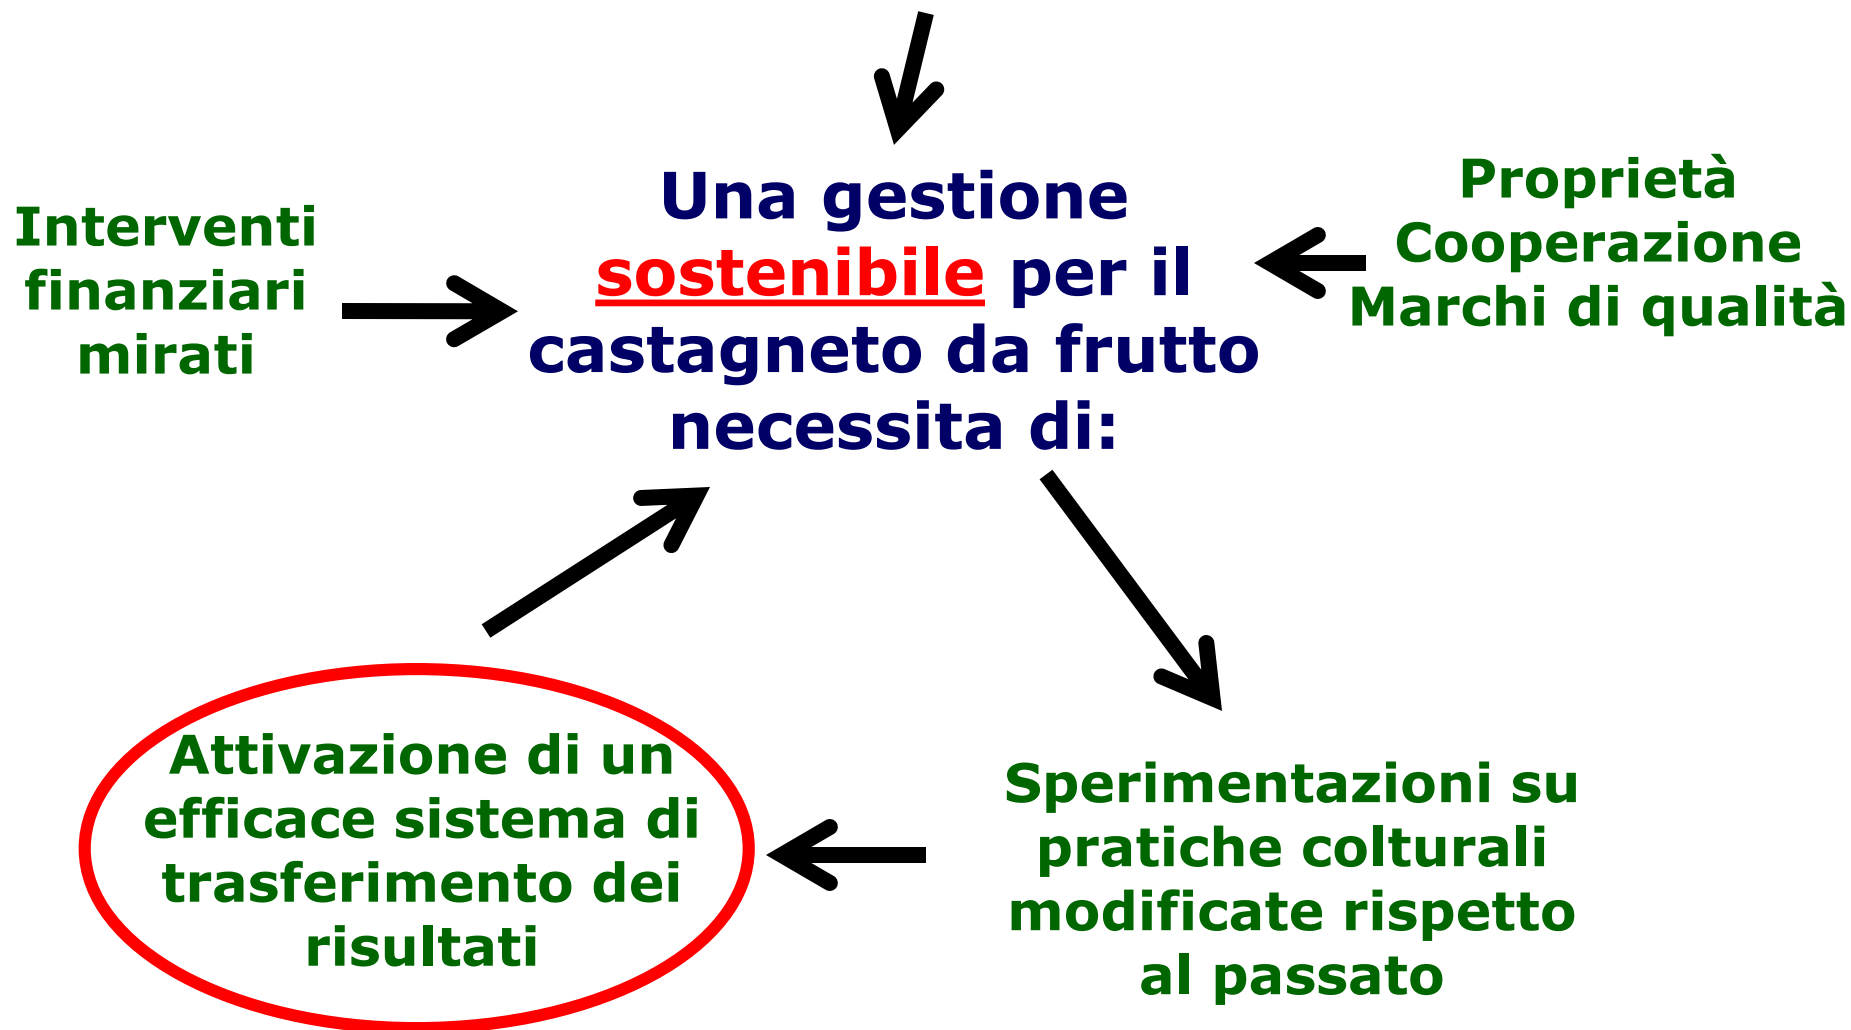 Una gestione
sostenibile per il
castagneto da frutto
necessita di:
Interventi
finanziari
mirati
Proprietà
Cooperazione
Marchi di qualità
Attivazione di un
efficace sistema di
trasferimento dei
risultati
Sperimentazioni su
pratiche colturali
modificate rispetto
al passato